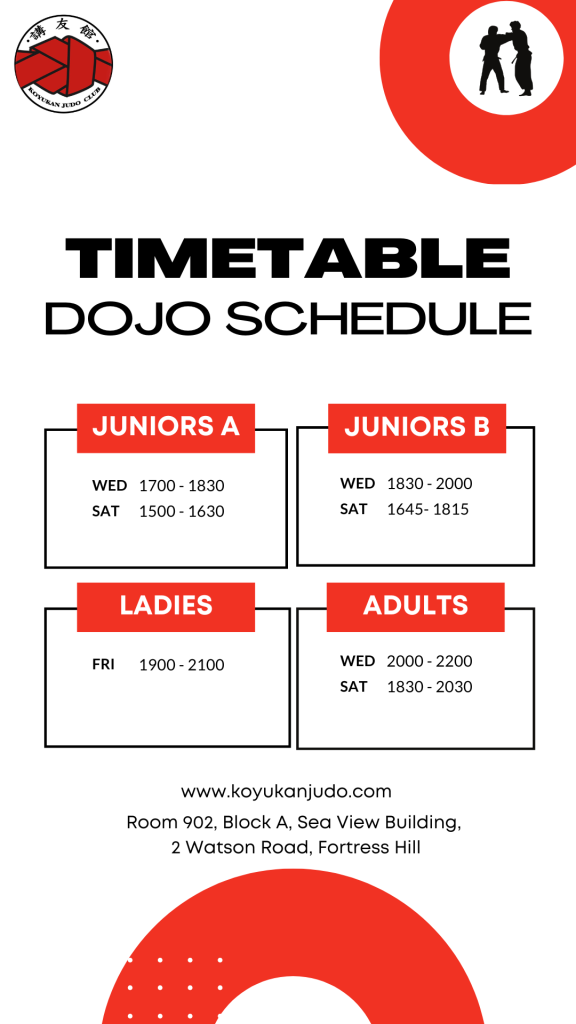 講友館
KOYUKAN JUDO CLUB
TIMETABLE
DOJO SCHEDULE
JUNIORS A
WED 1700 - 1830
SAT 1500 - 1630
JUNIORS B
WED 1830 - 2000
SAT 1645- 1815
LADIES
FRI 1900 - 2100
ADULTS
WED 2000 - 2200
SAT 1830 - 2030
www.koyukanjudo.com
Room 902, Block A, Sea View Building,
2 Watson Road, Fortress Hill